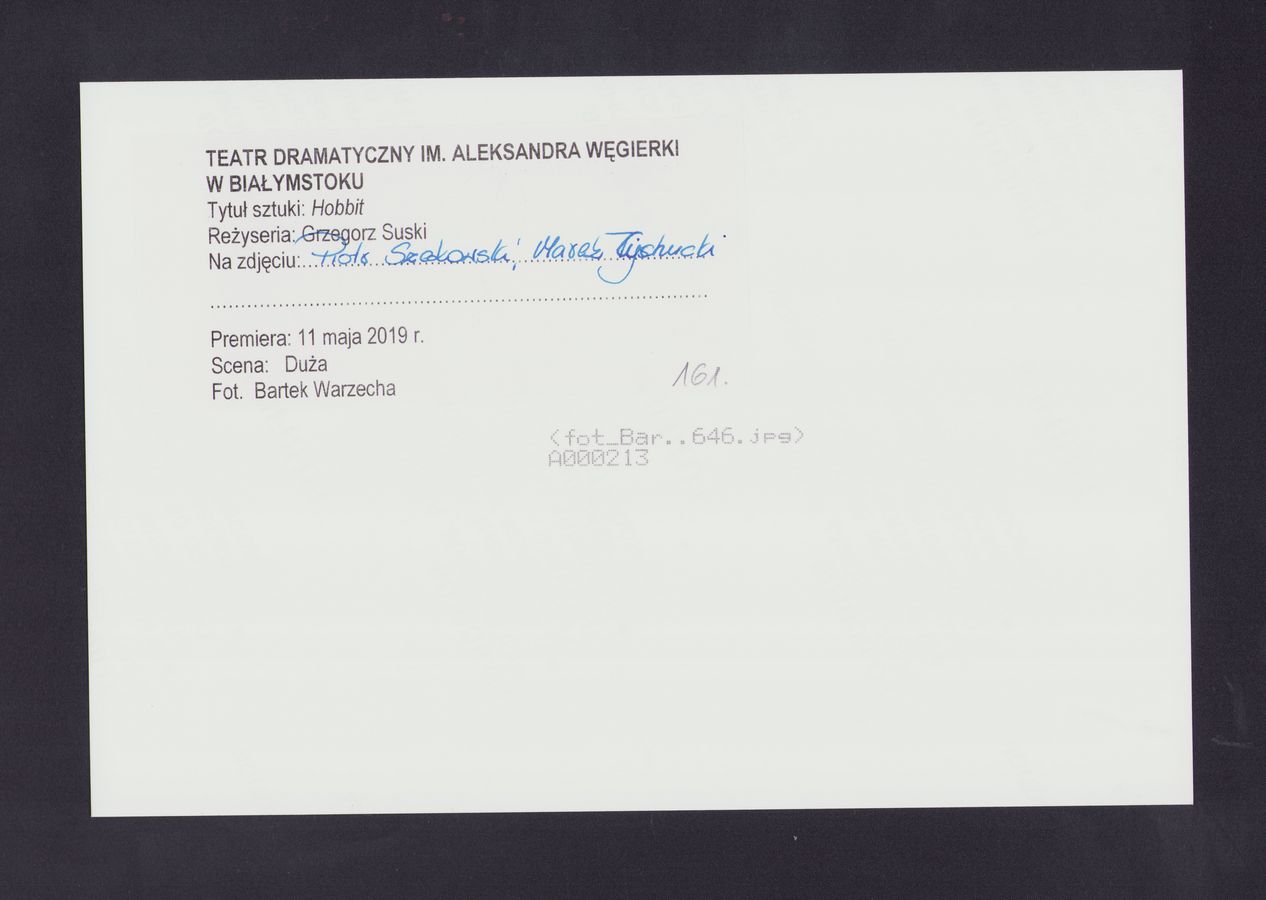 TEATR DRAMATYCZNY IM. ALEKSANDRA WĘGIERKI
W BIAŁYMSTOKU
Tytuł sztuki: Hobbit
Reżyseria: Grzegorz Suski
Na zdjęciu: Piotr Szekowski, Marek Tyszkiewicz
Premiera: 11 maja 2019 r.
Scena: Duża
Fot. Bartek Warzecha
161.
<fot_Bar..646.jpg>
A000213